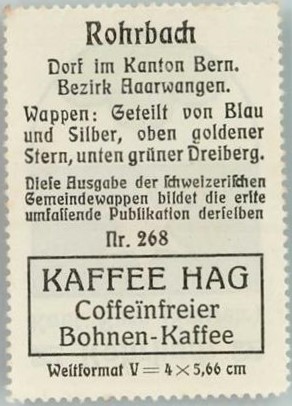 Rohrbach
Dorf im Kanton Bern.
Bezirk Aarwangen.
Wappen: Geteilt von Blau
und Silber, oben goldener
Stern, unten grüner Dreiberg.
Diese Ausgabe der schweizerischen
Gemeindewappen bildet die erste
umfassende Publikation derselben
Nr. 268
KAFFEE HAG
Coffeïnfreier
Bohnen-Kaffee
Weltformat V = 4 × 5,66 cm